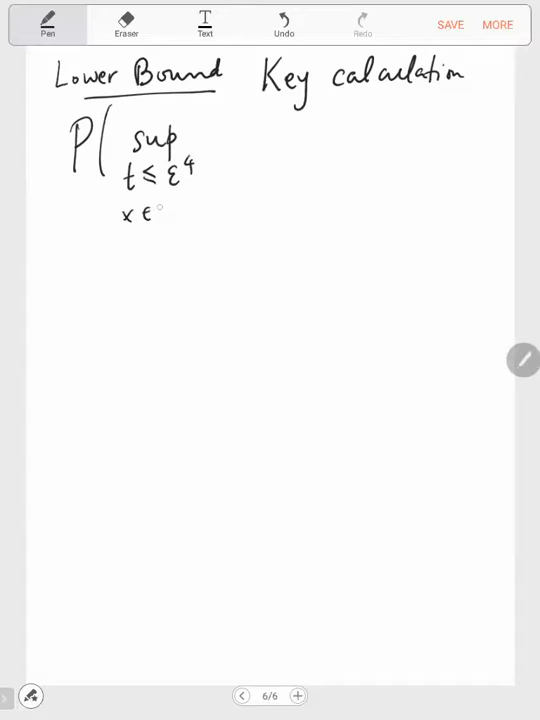 Pen Eraser Text Undo Redo SAVE MORE
Lower Bound Key calculation
P( sup
t ≤ ε⁴
x ∈
6/6